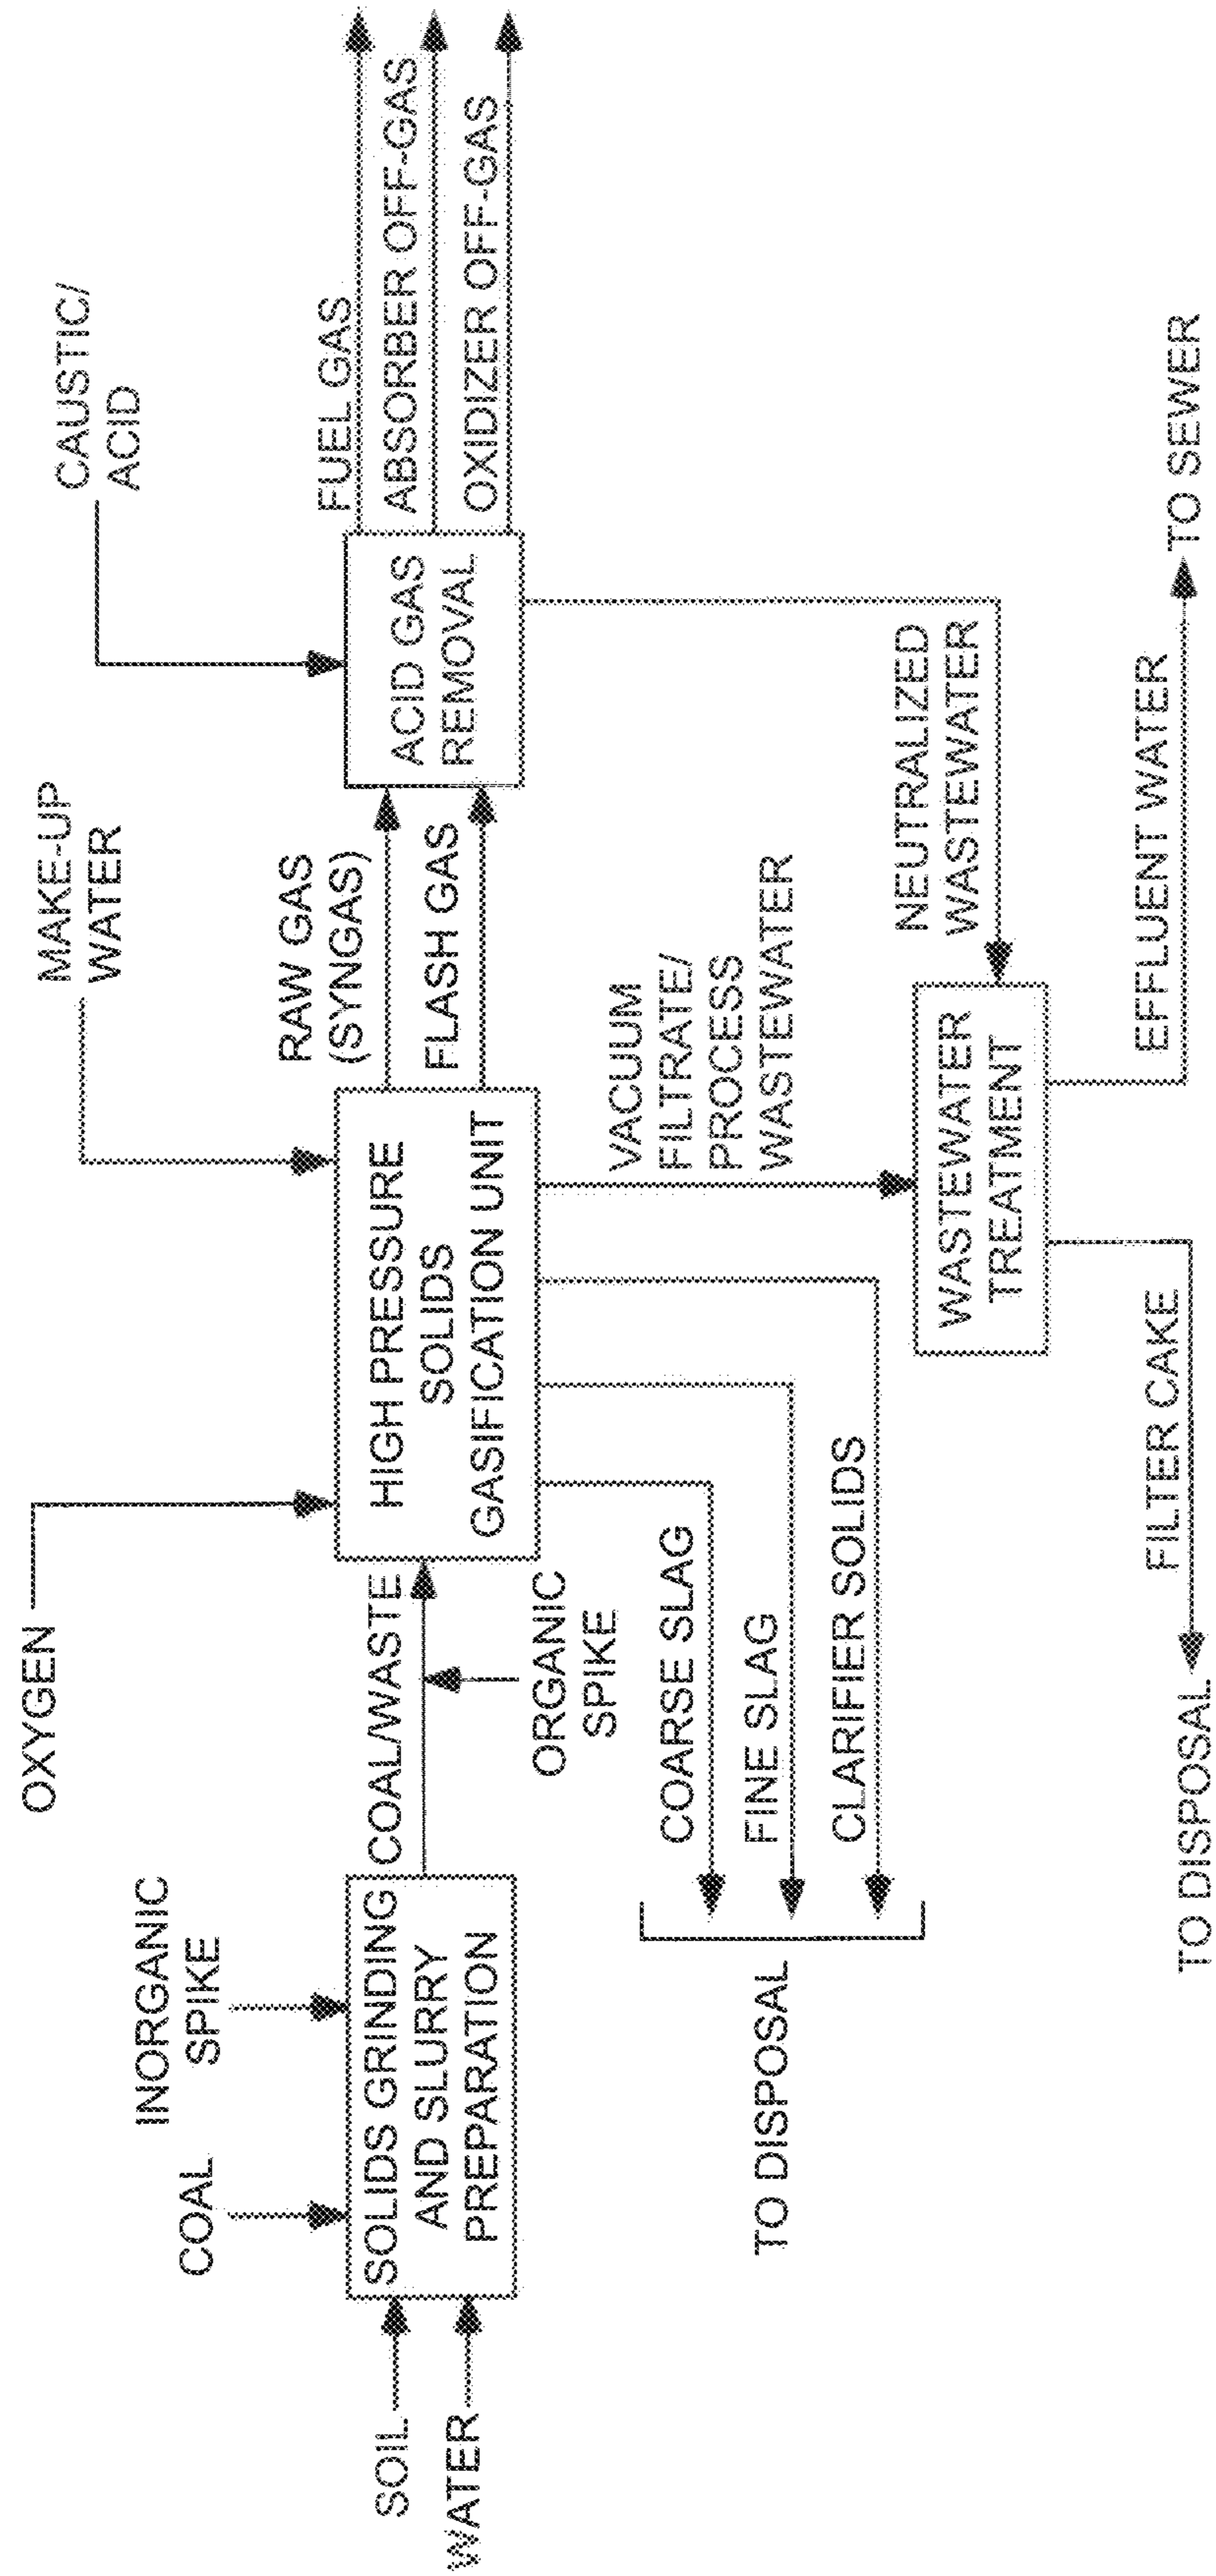 SOIL
WATER
COAL
INORGANIC
SPIKE
SOLIDS GRINDING
AND SLURRY
PREPARATION
COAL/WASTE
ORGANIC
SPIKE
OXYGEN
MAKE-UP
WATER
HIGH PRESSURE
SOLIDS
GASIFICATION UNIT
RAW GAS
(SYNGAS)
FLASH GAS
CAUSTIC/
ACID
ACID GAS
REMOVAL
FUEL GAS
ABSORBER OFF-GAS
OXIDIZER OFF-GAS
COARSE SLAG
FINE SLAG
CLARIFIER SOLIDS
TO DISPOSAL
VACUUM
FILTRATE/
PROCESS
WASTEWATER
NEUTRALIZED
WASTEWATER
WASTEWATER
TREATMENT
FILTER CAKE
TO DISPOSAL
EFFLUENT WATER
TO SEWER